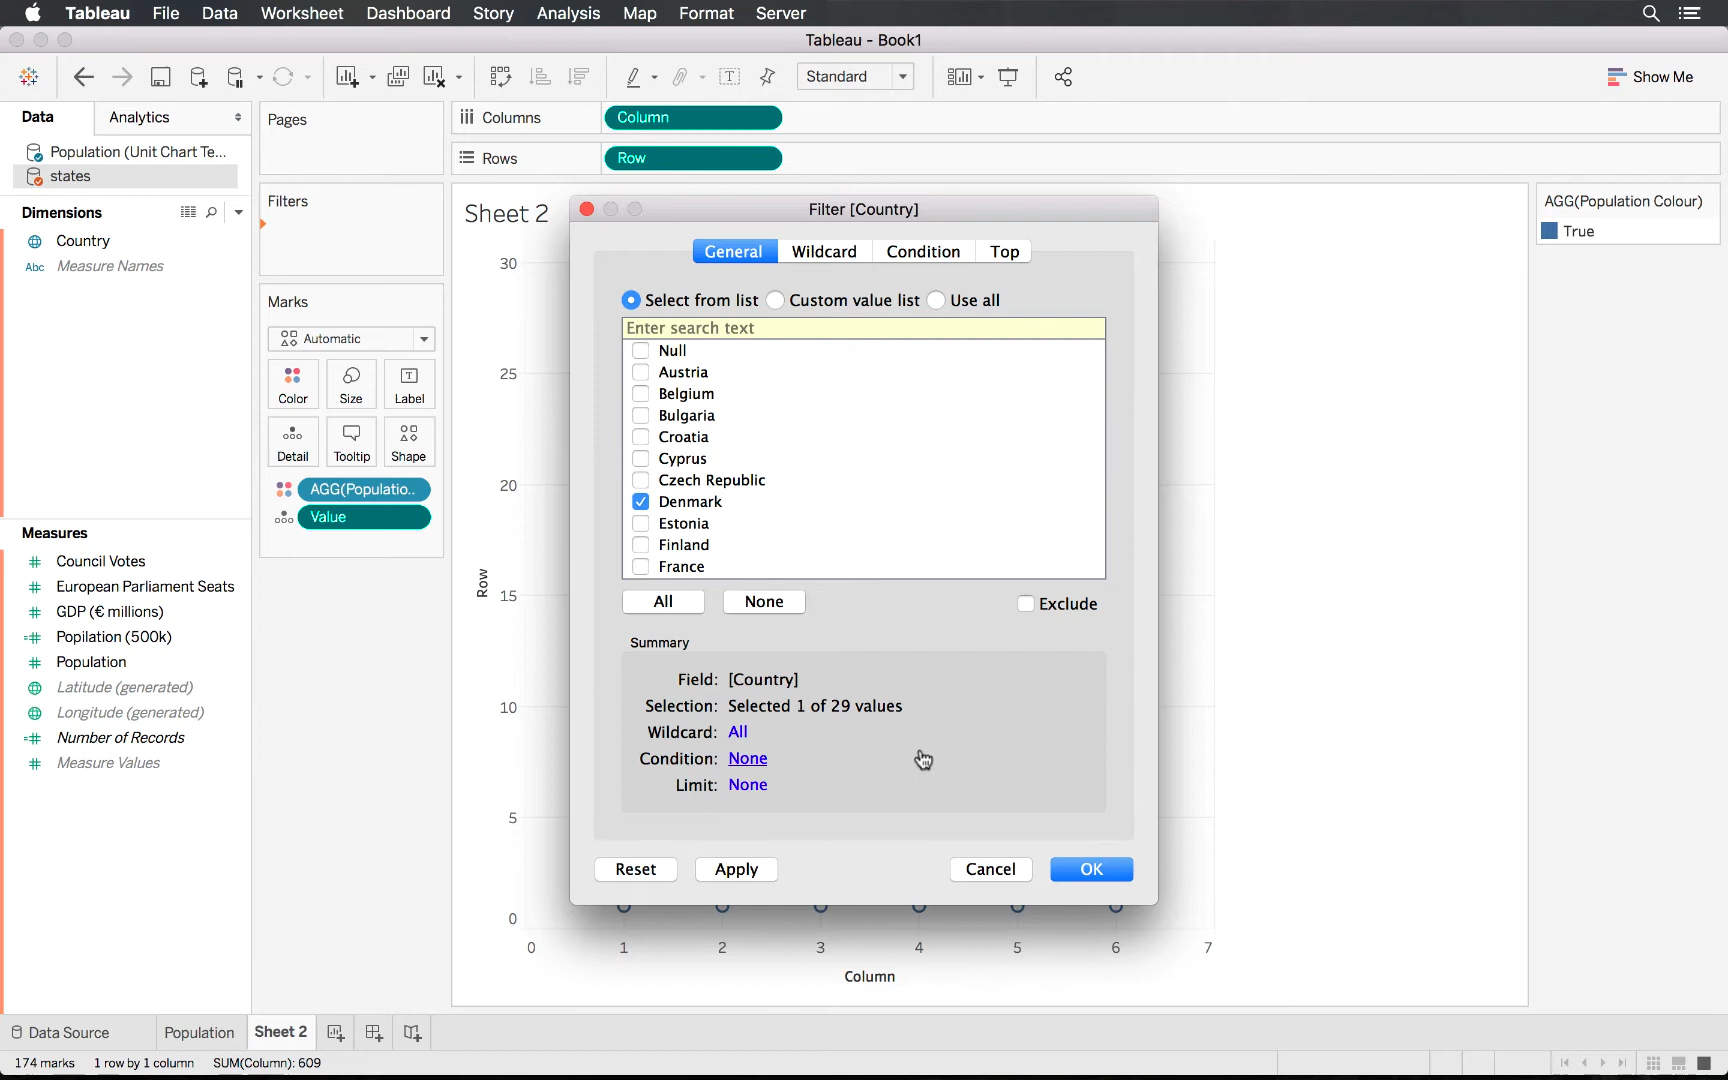 Tableau File Data Worksheet Dashboard Story Analysis Map Format Server
Tableau - Book1
Standard
Show Me
Data
Analytics
Pages
Columns
Column
Population (Unit Chart Te...
states
Rows
Row
Dimensions
Filters
Country
Abc Measure Names
Sheet 2
Filter [Country]
AGG(Population Colour)
True
General Wildcard Condition Top
Select from list Custom value list Use all
Enter search text
Null
Austria
Belgium
Bulgaria
Croatia
Cyprus
Czech Republic
Denmark
Estonia
Finland
France
All None Exclude
Summary
Field: [Country]
Selection: Selected 1 of 29 values
Wildcard: All
Condition: None
Limit: None
Reset Apply Cancel OK
Marks
Automatic
Color Size Label
Detail Tooltip Shape
AGG(Populatio..
Value
Measures
Council Votes
European Parliament Seats
GDP (€ millions)
Popilation (500k)
Population
Latitude (generated)
Longitude (generated)
Number of Records
Measure Values
30
25
20
15
10
5
0
Row
0 1 2 3 4 5 6 7
Column
Data Source Population Sheet 2
174 marks 1 row by 1 column SUM(Column): 609